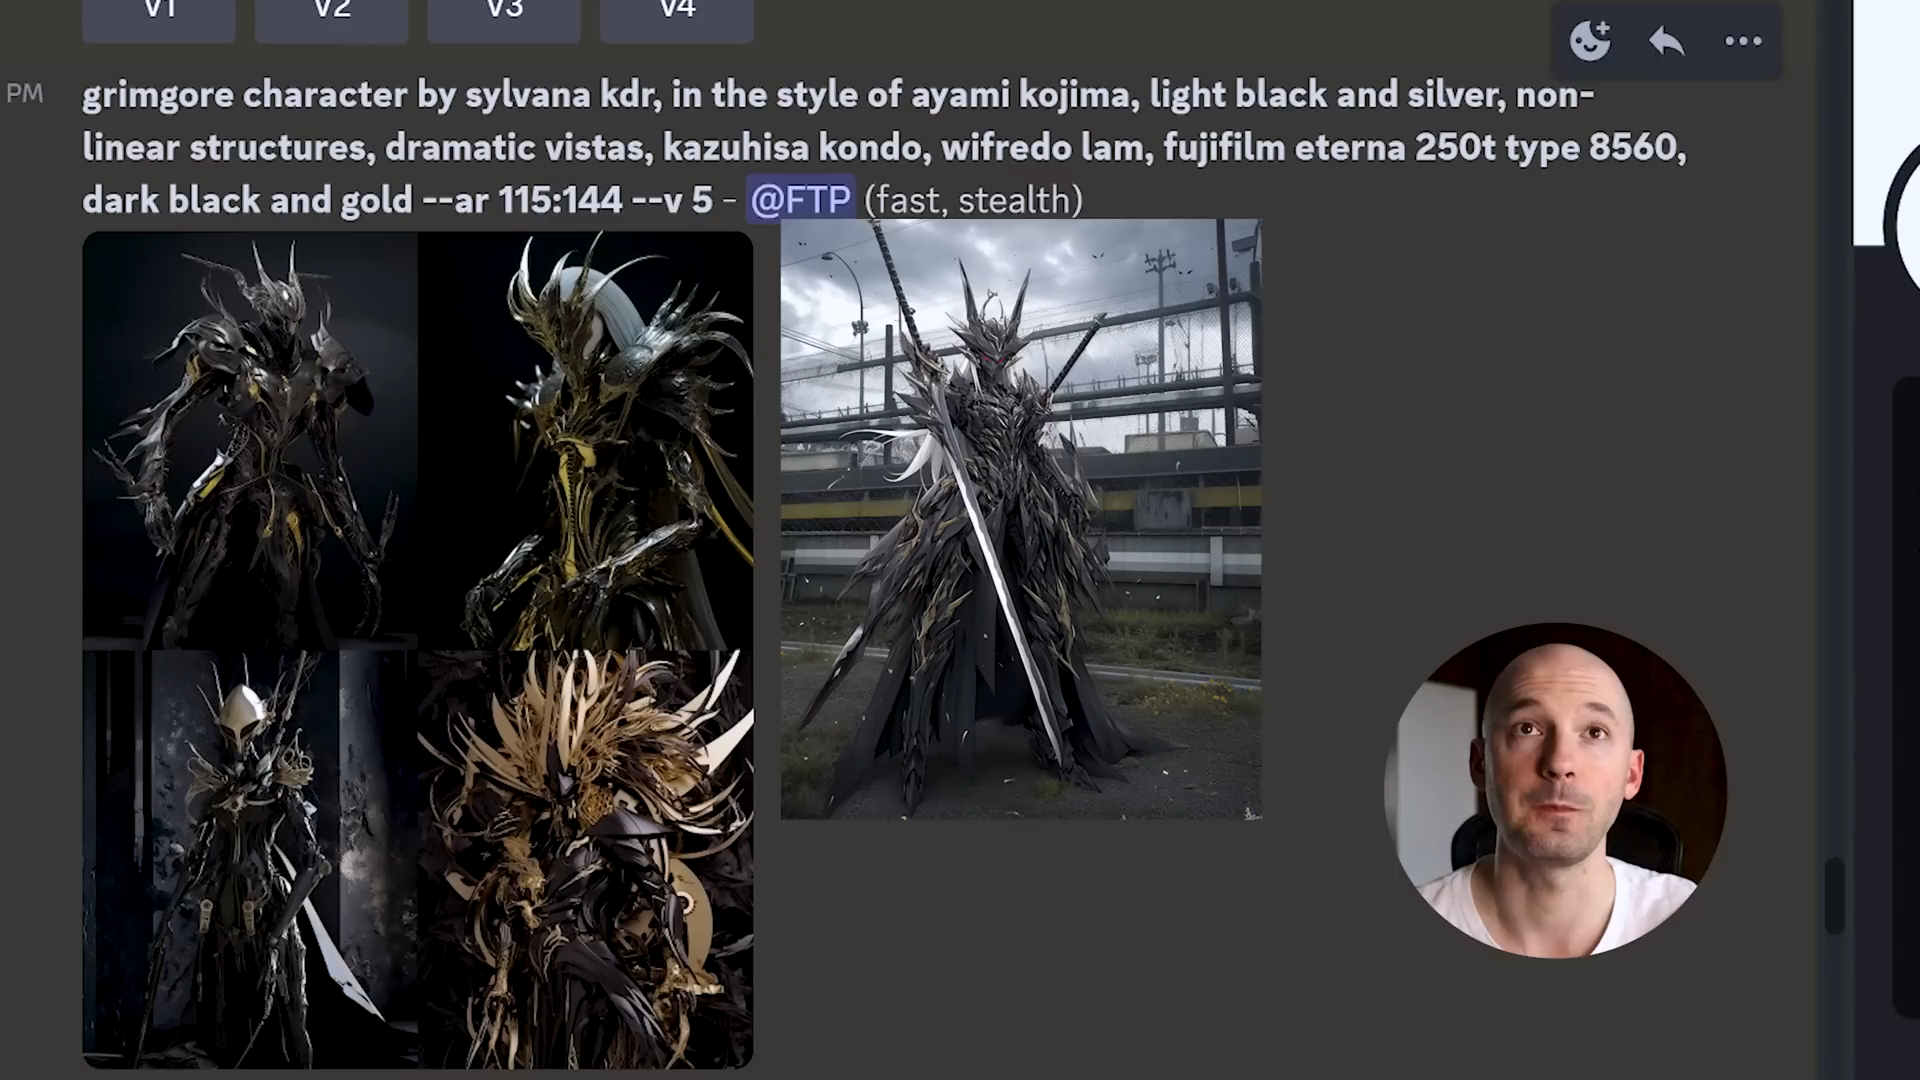 V1 V2 V3 V4
PM grimgore character by sylvana kdr, in the style of ayami kojima, light black and silver, non-
linear structures, dramatic vistas, kazuhisa kondo, wifredo lam, fujifilm eterna 250t type 8560,
dark black and gold --ar 115:144 --v 5 - @FTP (fast, stealth)